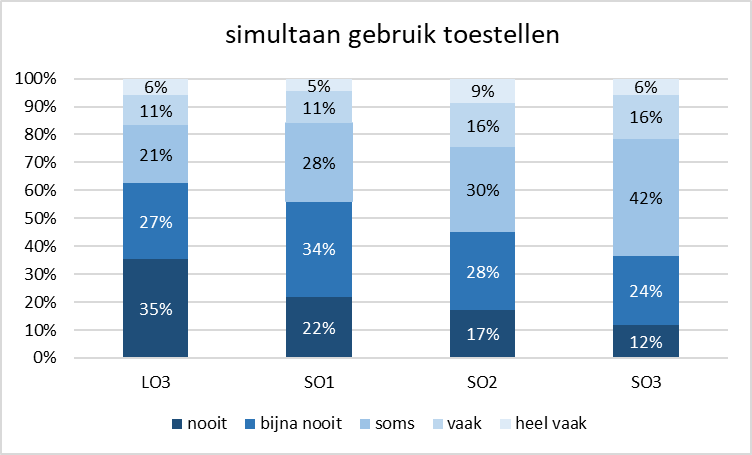 simultaan gebruik toestellen
100%
90%
80%
70%
60%
50%
40%
30%
20%
10%
0%
6% 5% 9% 6%
11% 11% 16% 16%
21% 28% 30% 42%
27% 34% 28% 24%
35% 22% 17% 12%
LO3 SO1 SO2 SO3
nooit bijna nooit soms vaak heel vaak